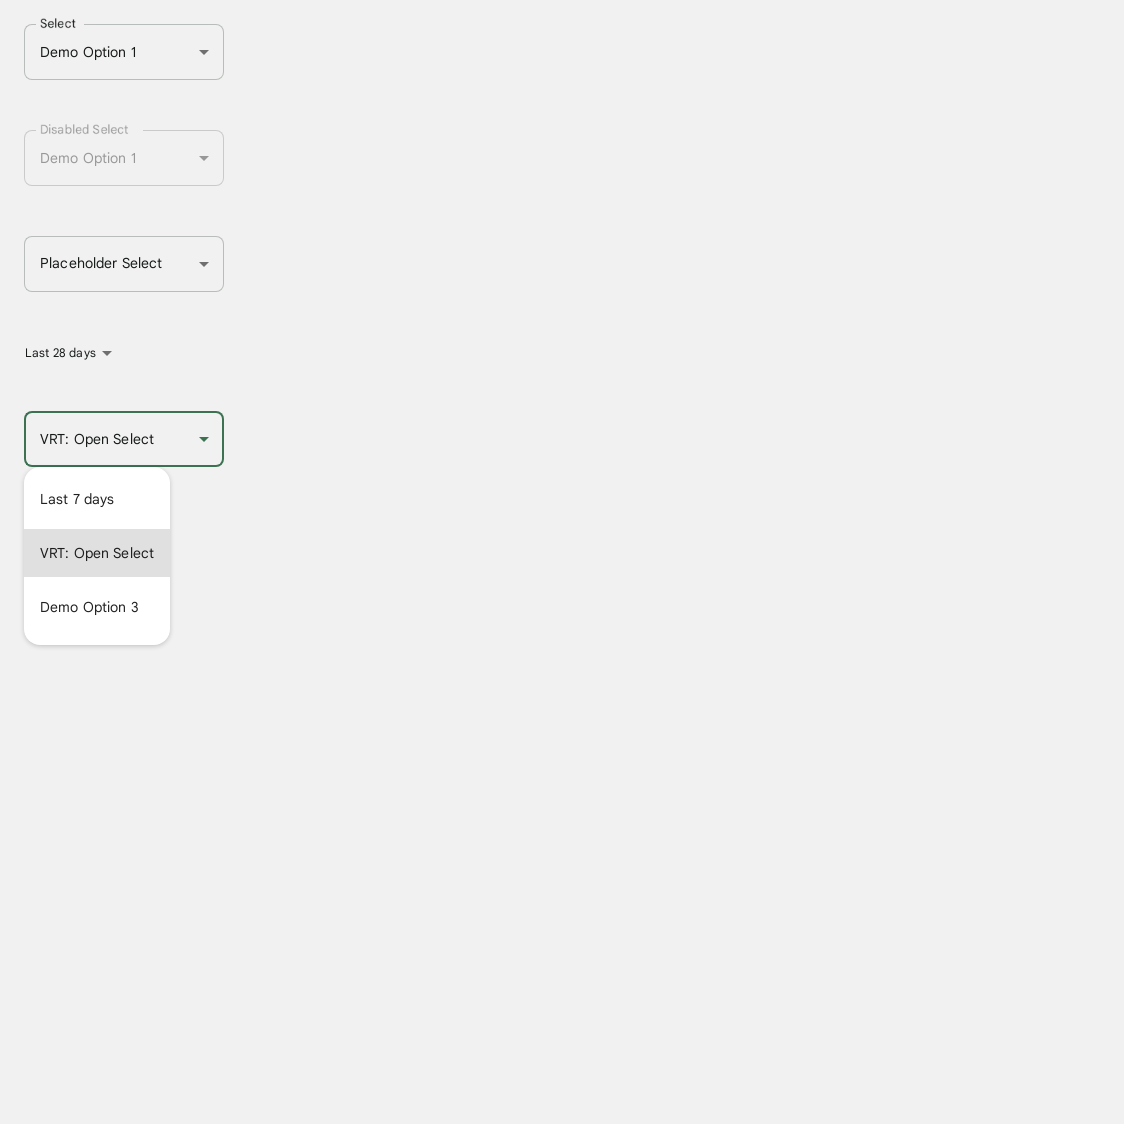 Select
Demo Option 1
Disabled Select
Demo Option 1
Placeholder Select
Last 28 days
VRT: Open Select
Last 7 days
VRT: Open Select
Demo Option 3